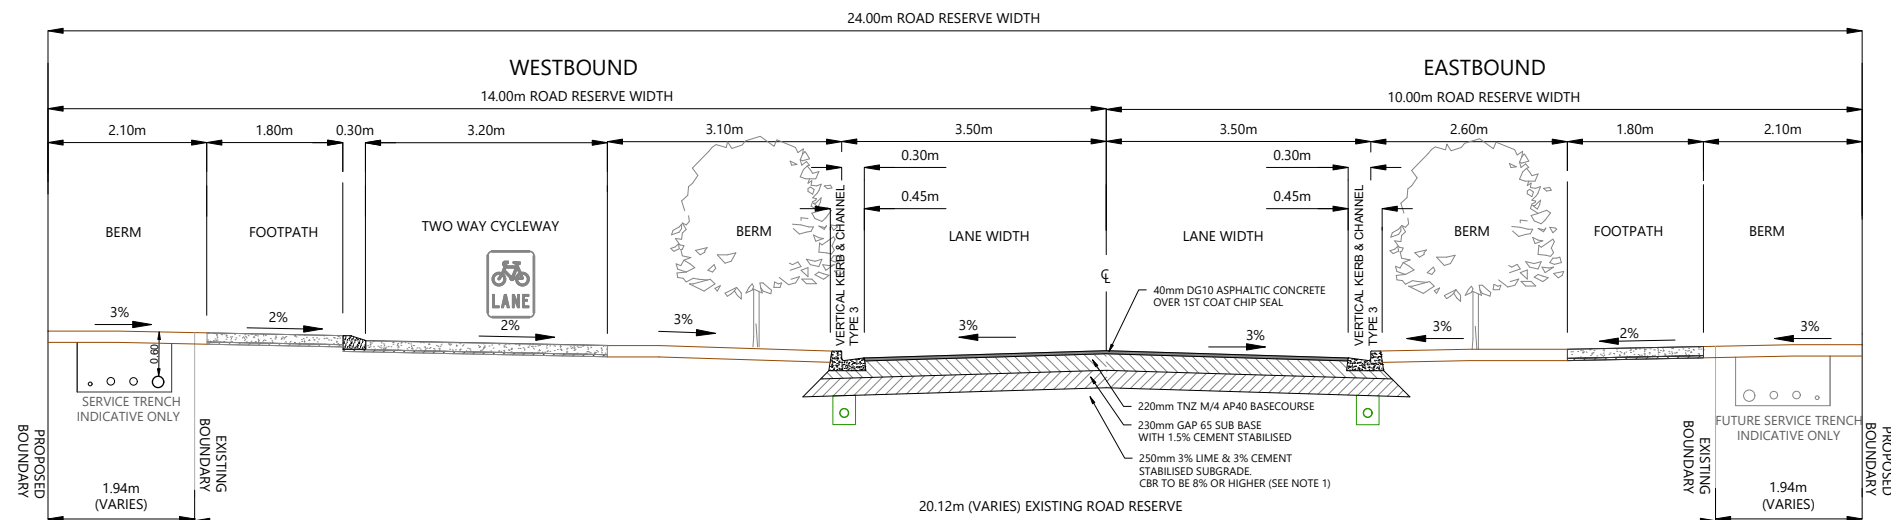 24.00m ROAD RESERVE WIDTH
WESTBOUND
EASTBOUND
14.00m ROAD RESERVE WIDTH
10.00m ROAD RESERVE WIDTH
2.10m
1.80m
0.30m
3.20m
3.10m
3.50m
3.50m
2.60m
1.80m
2.10m
0.30m
0.30m
0.45m
0.45m
BERM
FOOTPATH
TWO WAY CYCLEWAY
LANE
BERM
VERTICAL KERB & CHANNEL
TYPE 3
LANE WIDTH
LANE WIDTH
VERTICAL KERB & CHANNEL
TYPE 3
BERM
FOOTPATH
BERM
℄
40mm DG10 ASPHALTIC CONCRETE
OVER 1ST COAT CHIP SEAL
3%
2%
2%
3%
3%
3%
3%
2%
3%
0.60
SERVICE TRENCH
INDICATIVE ONLY
220mm TNZ M/4 AP40 BASECOURSE
230mm GAP 65 SUB BASE
WITH 1.5% CEMENT STABILISED
250mm 3% LIME & 3% CEMENT
STABILISED SUBGRADE.
CBR TO BE 8% OR HIGHER (SEE NOTE 1)
FUTURE SERVICE TRENCH
INDICATIVE ONLY
PROPOSED
BOUNDARY
EXISTING
BOUNDARY
EXISTING
BOUNDARY
PROPOSED
BOUNDARY
1.94m
(VARIES)
20.12m (VARIES) EXISTING ROAD RESERVE
1.94m
(VARIES)